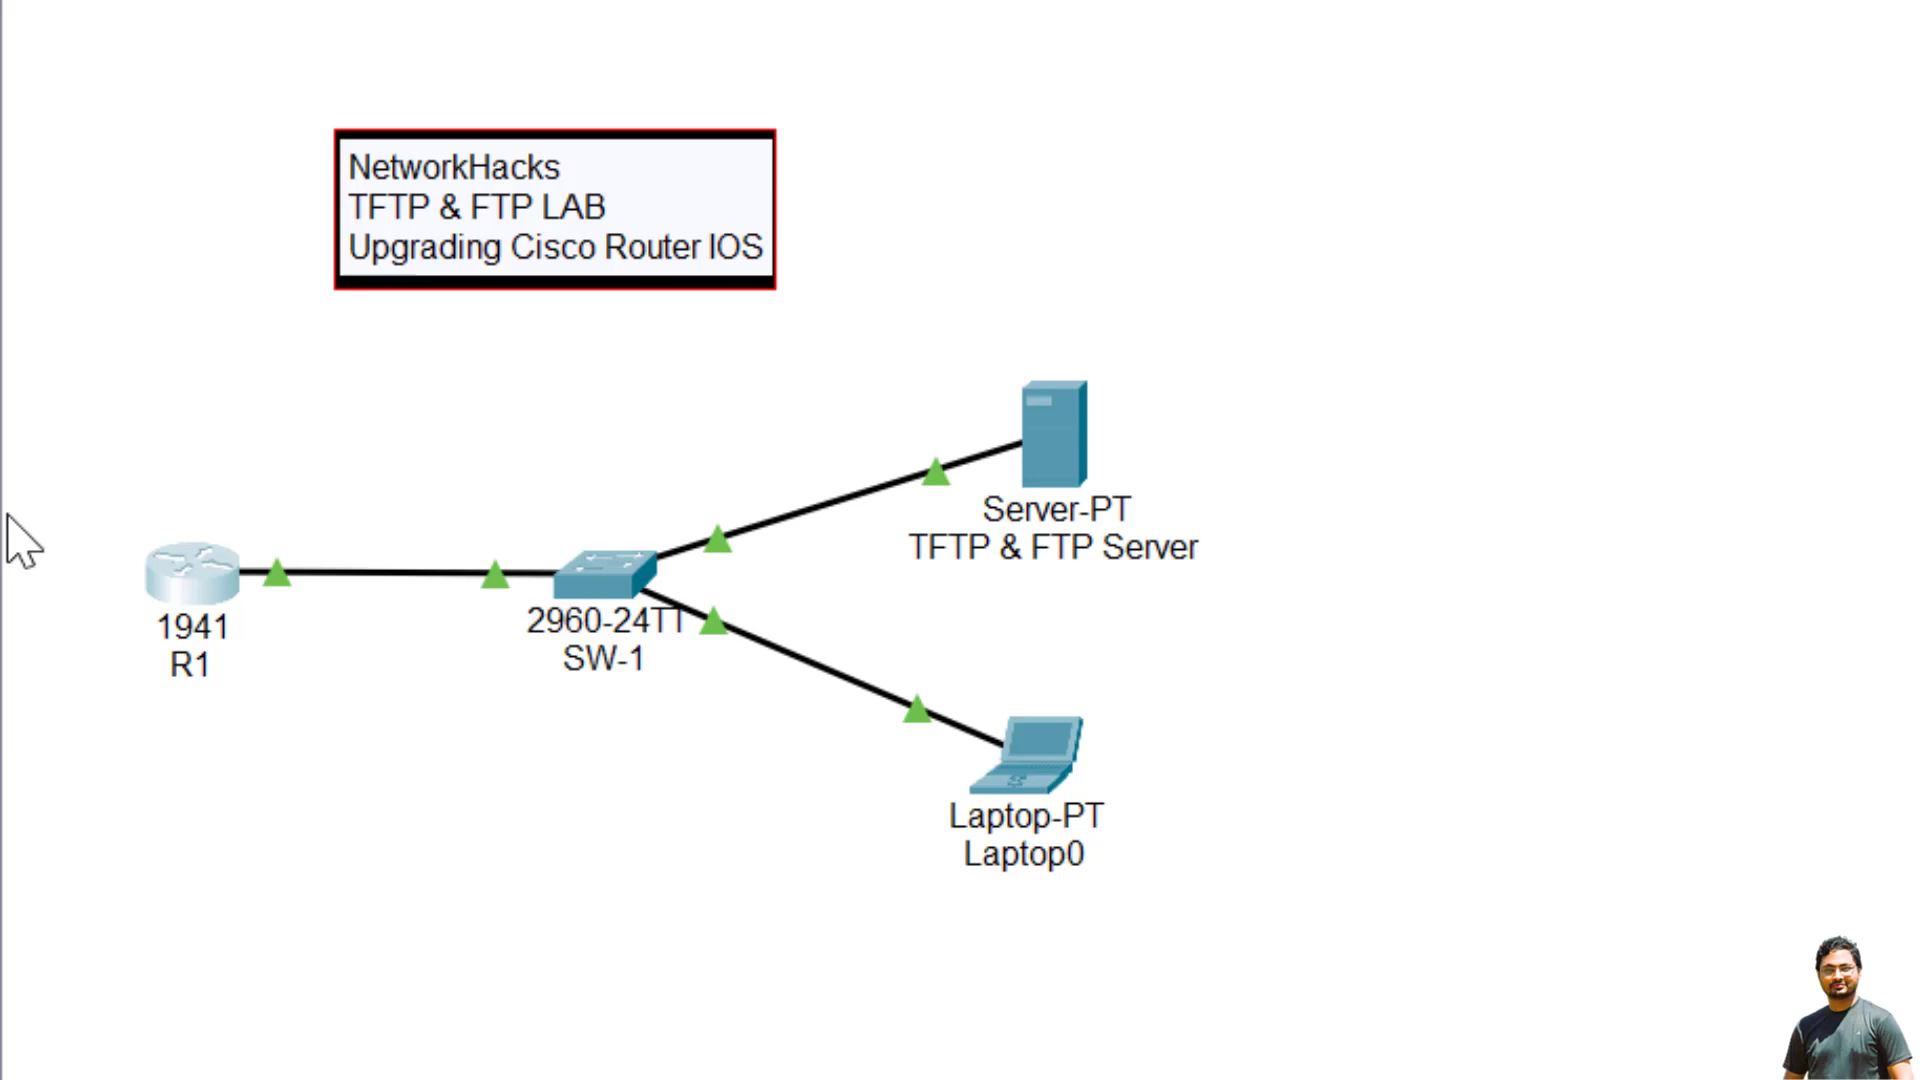 NetworkHacks
TFTP & FTP LAB
Upgrading Cisco Router IOS
Server-PT
TFTP & FTP Server
1941
R1
2960-24TT
SW-1
Laptop-PT
Laptop0